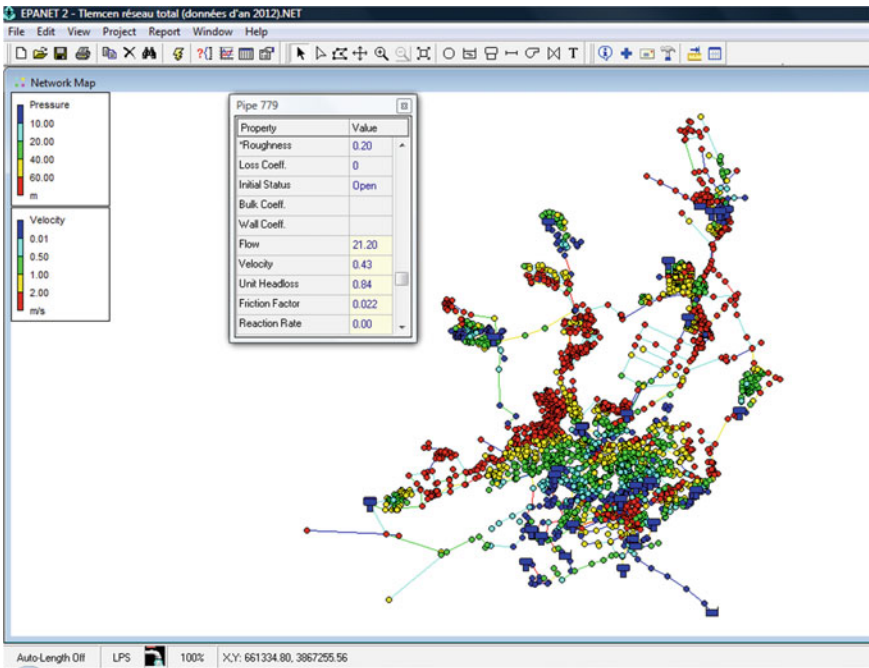 EPANET 2 - Tlemcen réseau total (données d'an 2012).NET
File Edit View Project Report Window Help
T
Network Map
Pressure
10.00
20.00
40.00
60.00
m
Velocity
0.01
0.50
1.00
2.00
m/s
Pipe 779
Property Value
*Roughness 0.20
Loss Coeff. 0
Initial Status Open
Bulk Coeff.
Wall Coeff.
Flow 21.20
Velocity 0.43
Unit Headloss 0.84
Friction Factor 0.022
Reaction Rate 0.00
Auto-Length Off LPS 100% X,Y: 661334.80, 3867255.56